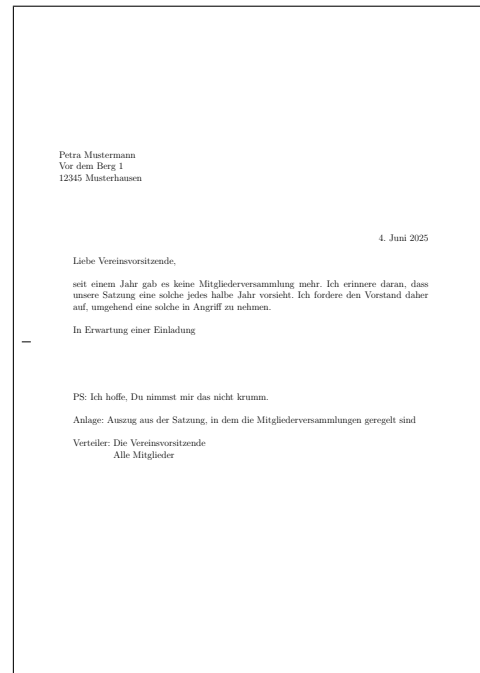 Petra Mustermann
Vor dem Berg 1
12345 Musterhausen
4. Juni 2025
Liebe Vereinsvorsitzende,
seit einem Jahr gab es keine Mitgliederversammlung mehr. Ich erinnere daran, dass
unsere Satzung eine solche jedes halbe Jahr vorsieht. Ich fordere den Vorstand daher
auf, umgehend eine solche in Angriff zu nehmen.
In Erwartung einer Einladung
PS: Ich hoffe, Du nimmst mir das nicht krumm.
Anlage: Auszug aus der Satzung, in dem die Mitgliederversammlungen geregelt sind
Verteiler: Die Vereinsvorsitzende
Alle Mitglieder